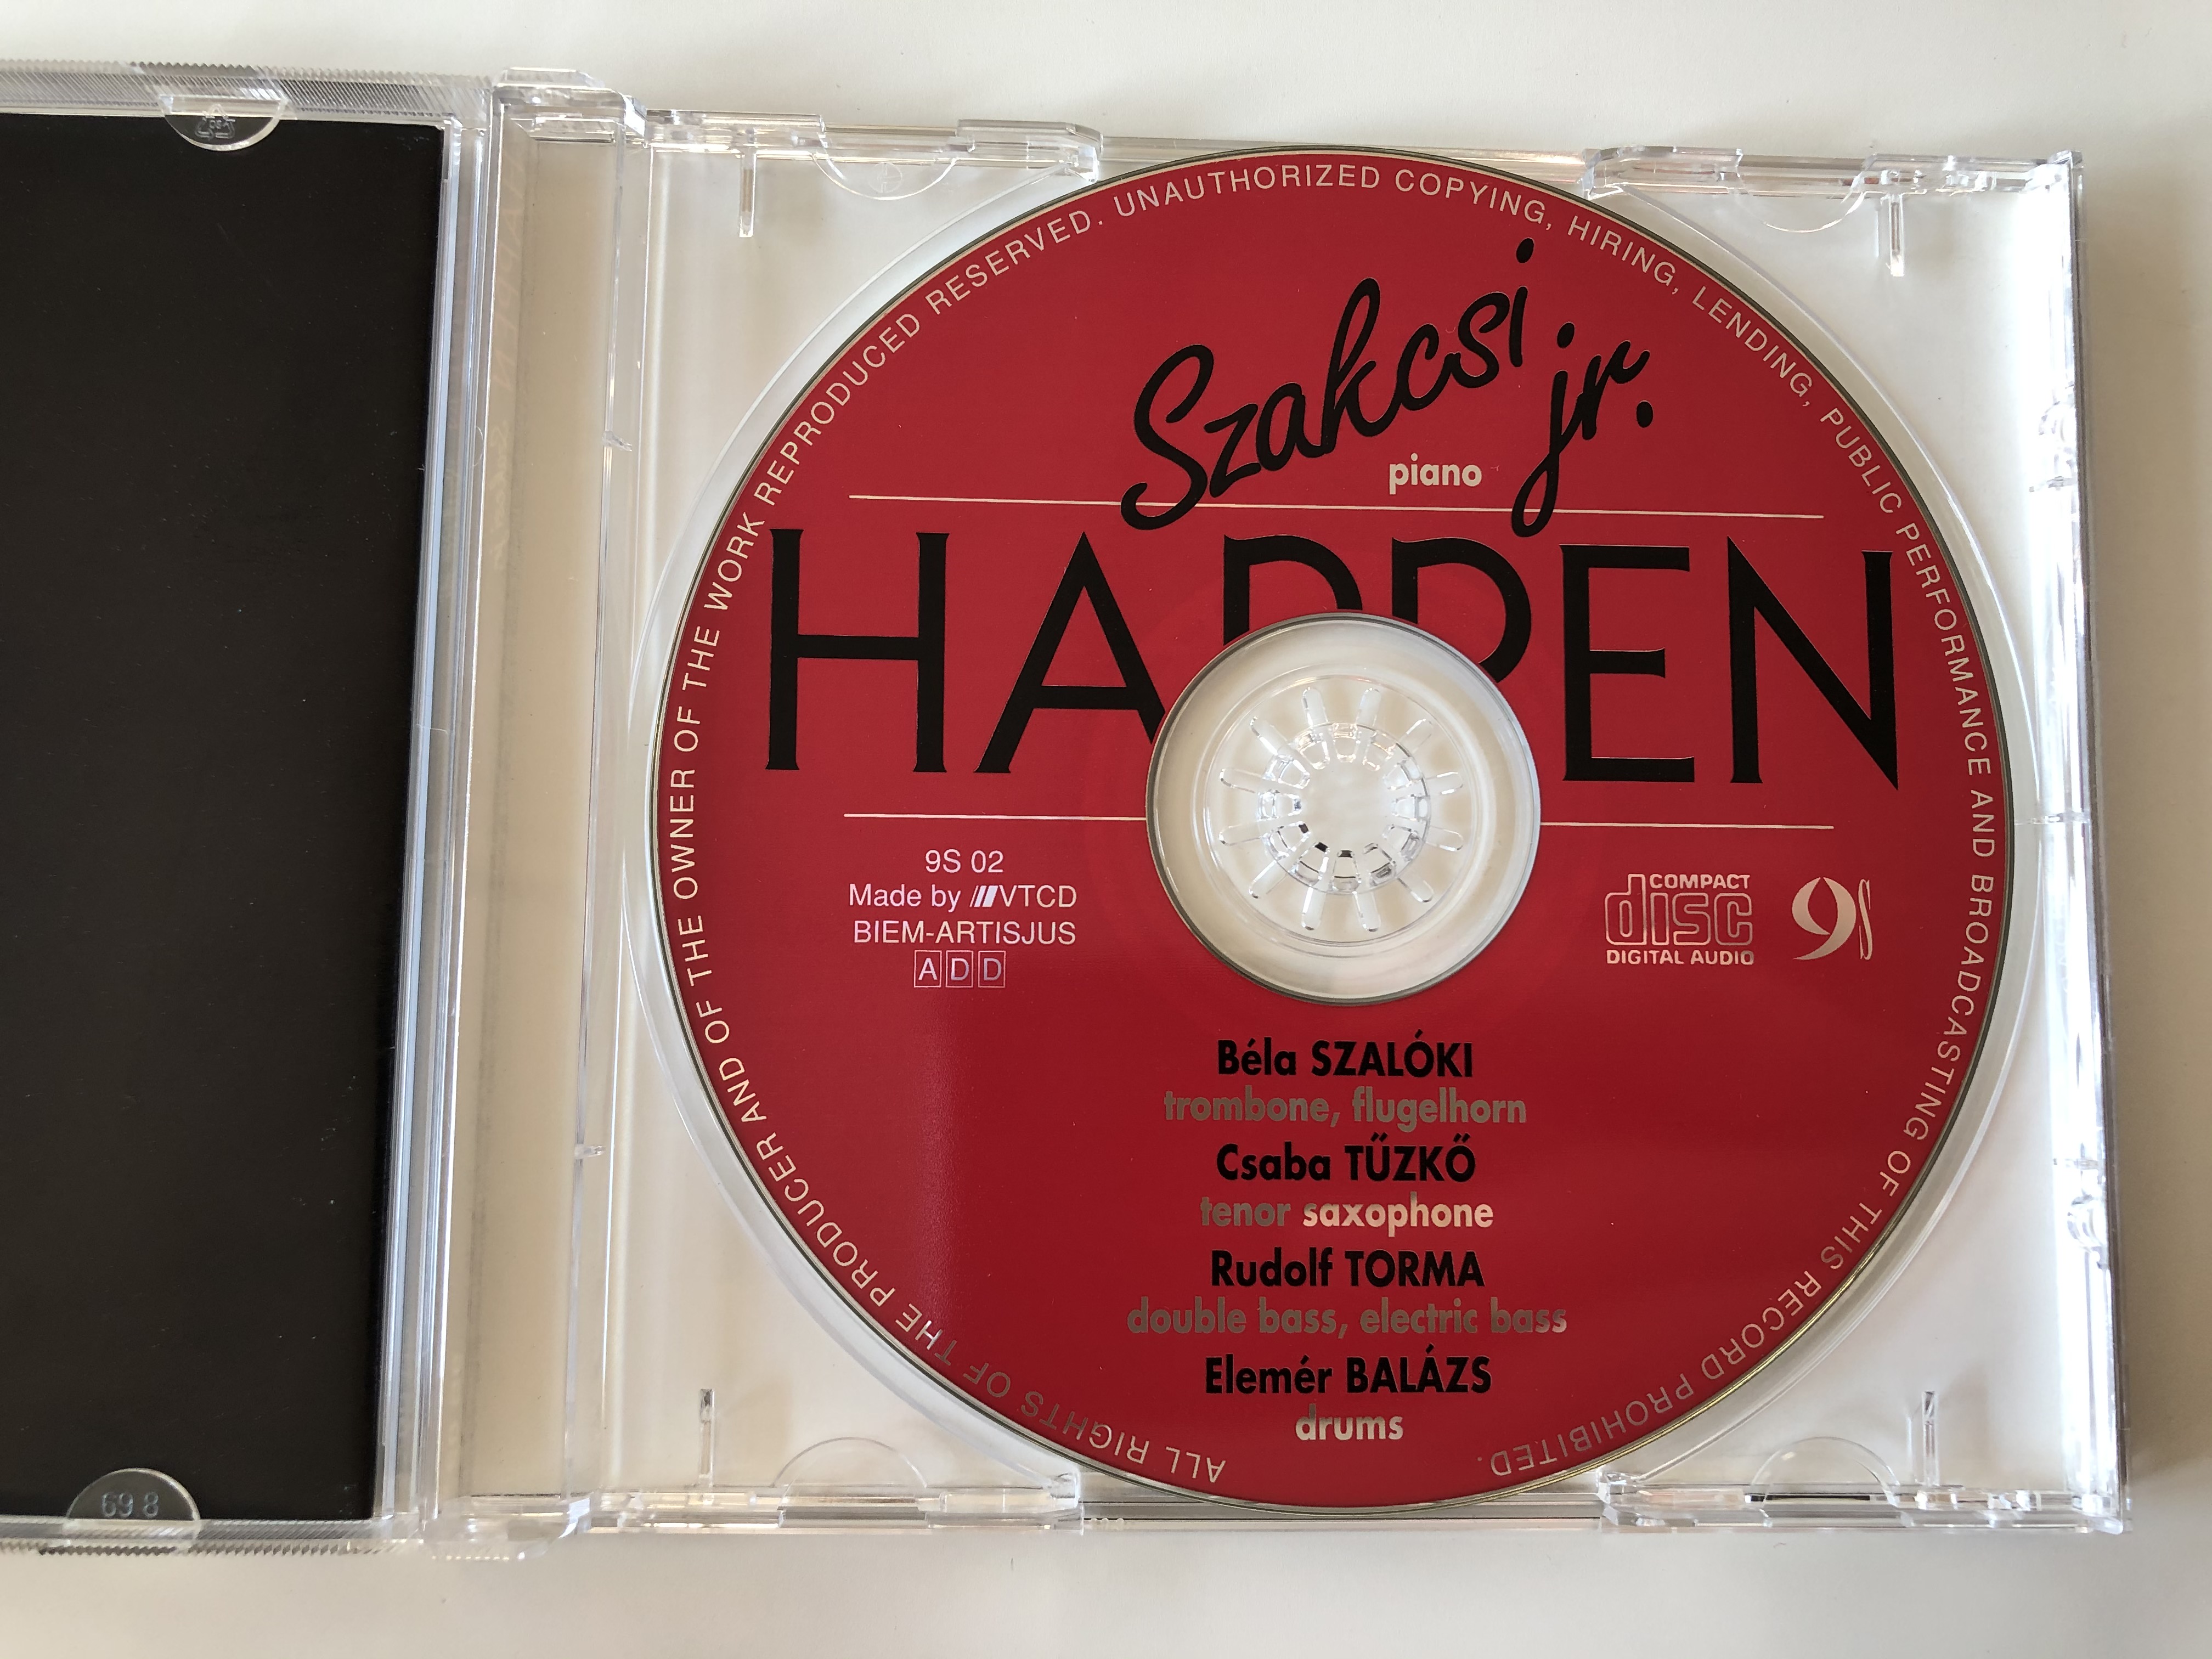 Szakcsi jr.
piano
HAPPEN
9S 02
Made by VTCD
BIEM-ARTISJUS
ADD
COMPACT
disc
DIGITAL AUDIO
9s
Béla SZALÓKI
trombone, flugelhorn
Csaba TŰZKŐ
tenor saxophone
Rudolf TORMA
double bass, electric bass
Elemér BALÁZS
drums
ALL RIGHTS OF THE PRODUCER AND OF THE OWNER OF THE WORK REPRODUCED RESERVED. UNAUTHORIZED COPYING, HIRING, LENDING, PUBLIC PERFORMANCE AND BROADCASTING OF THIS RECORD PROHIBITED.
69 8